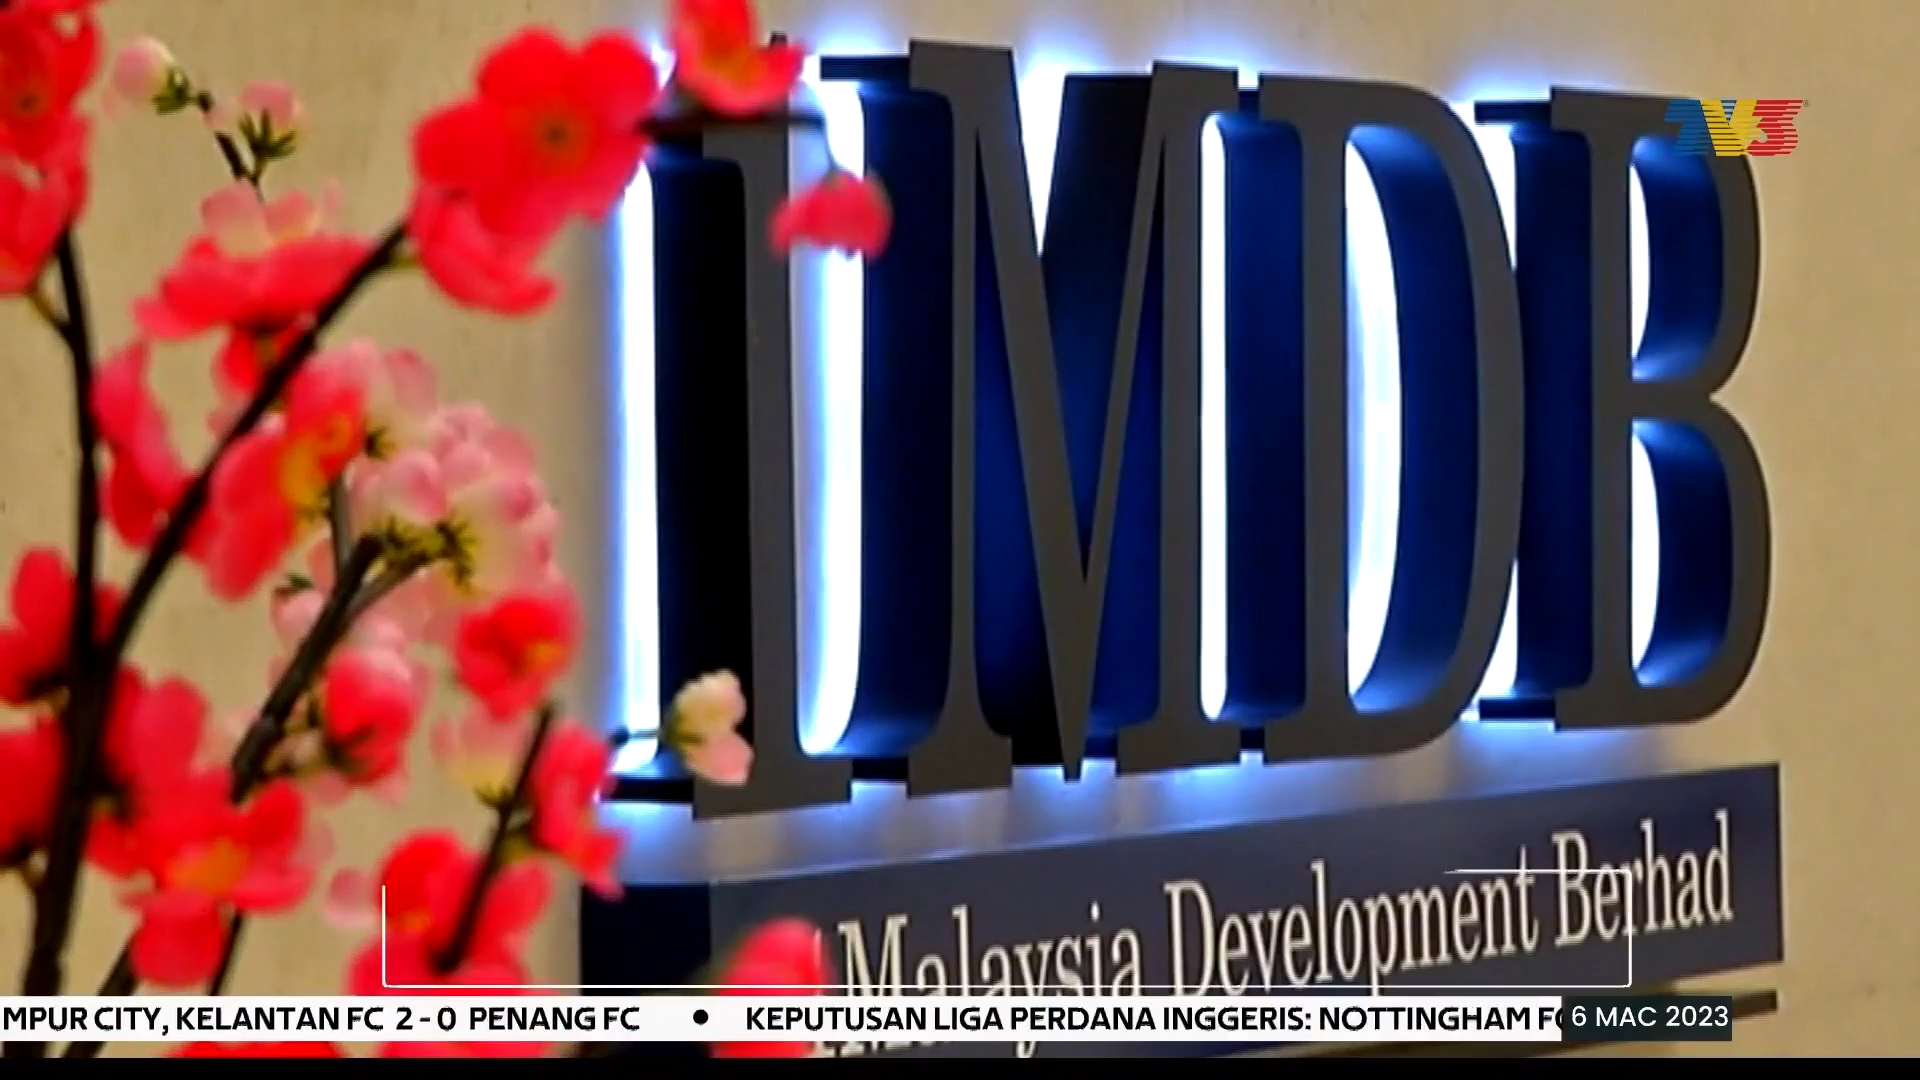 TV3
1MDB
1Malaysia Development Berhad
MPUR CITY, KELANTAN FC 2-0 PENANG FC • KEPUTUSAN LIGA PERDANA INGGERIS: NOTTINGHAM
6 MAC 2023